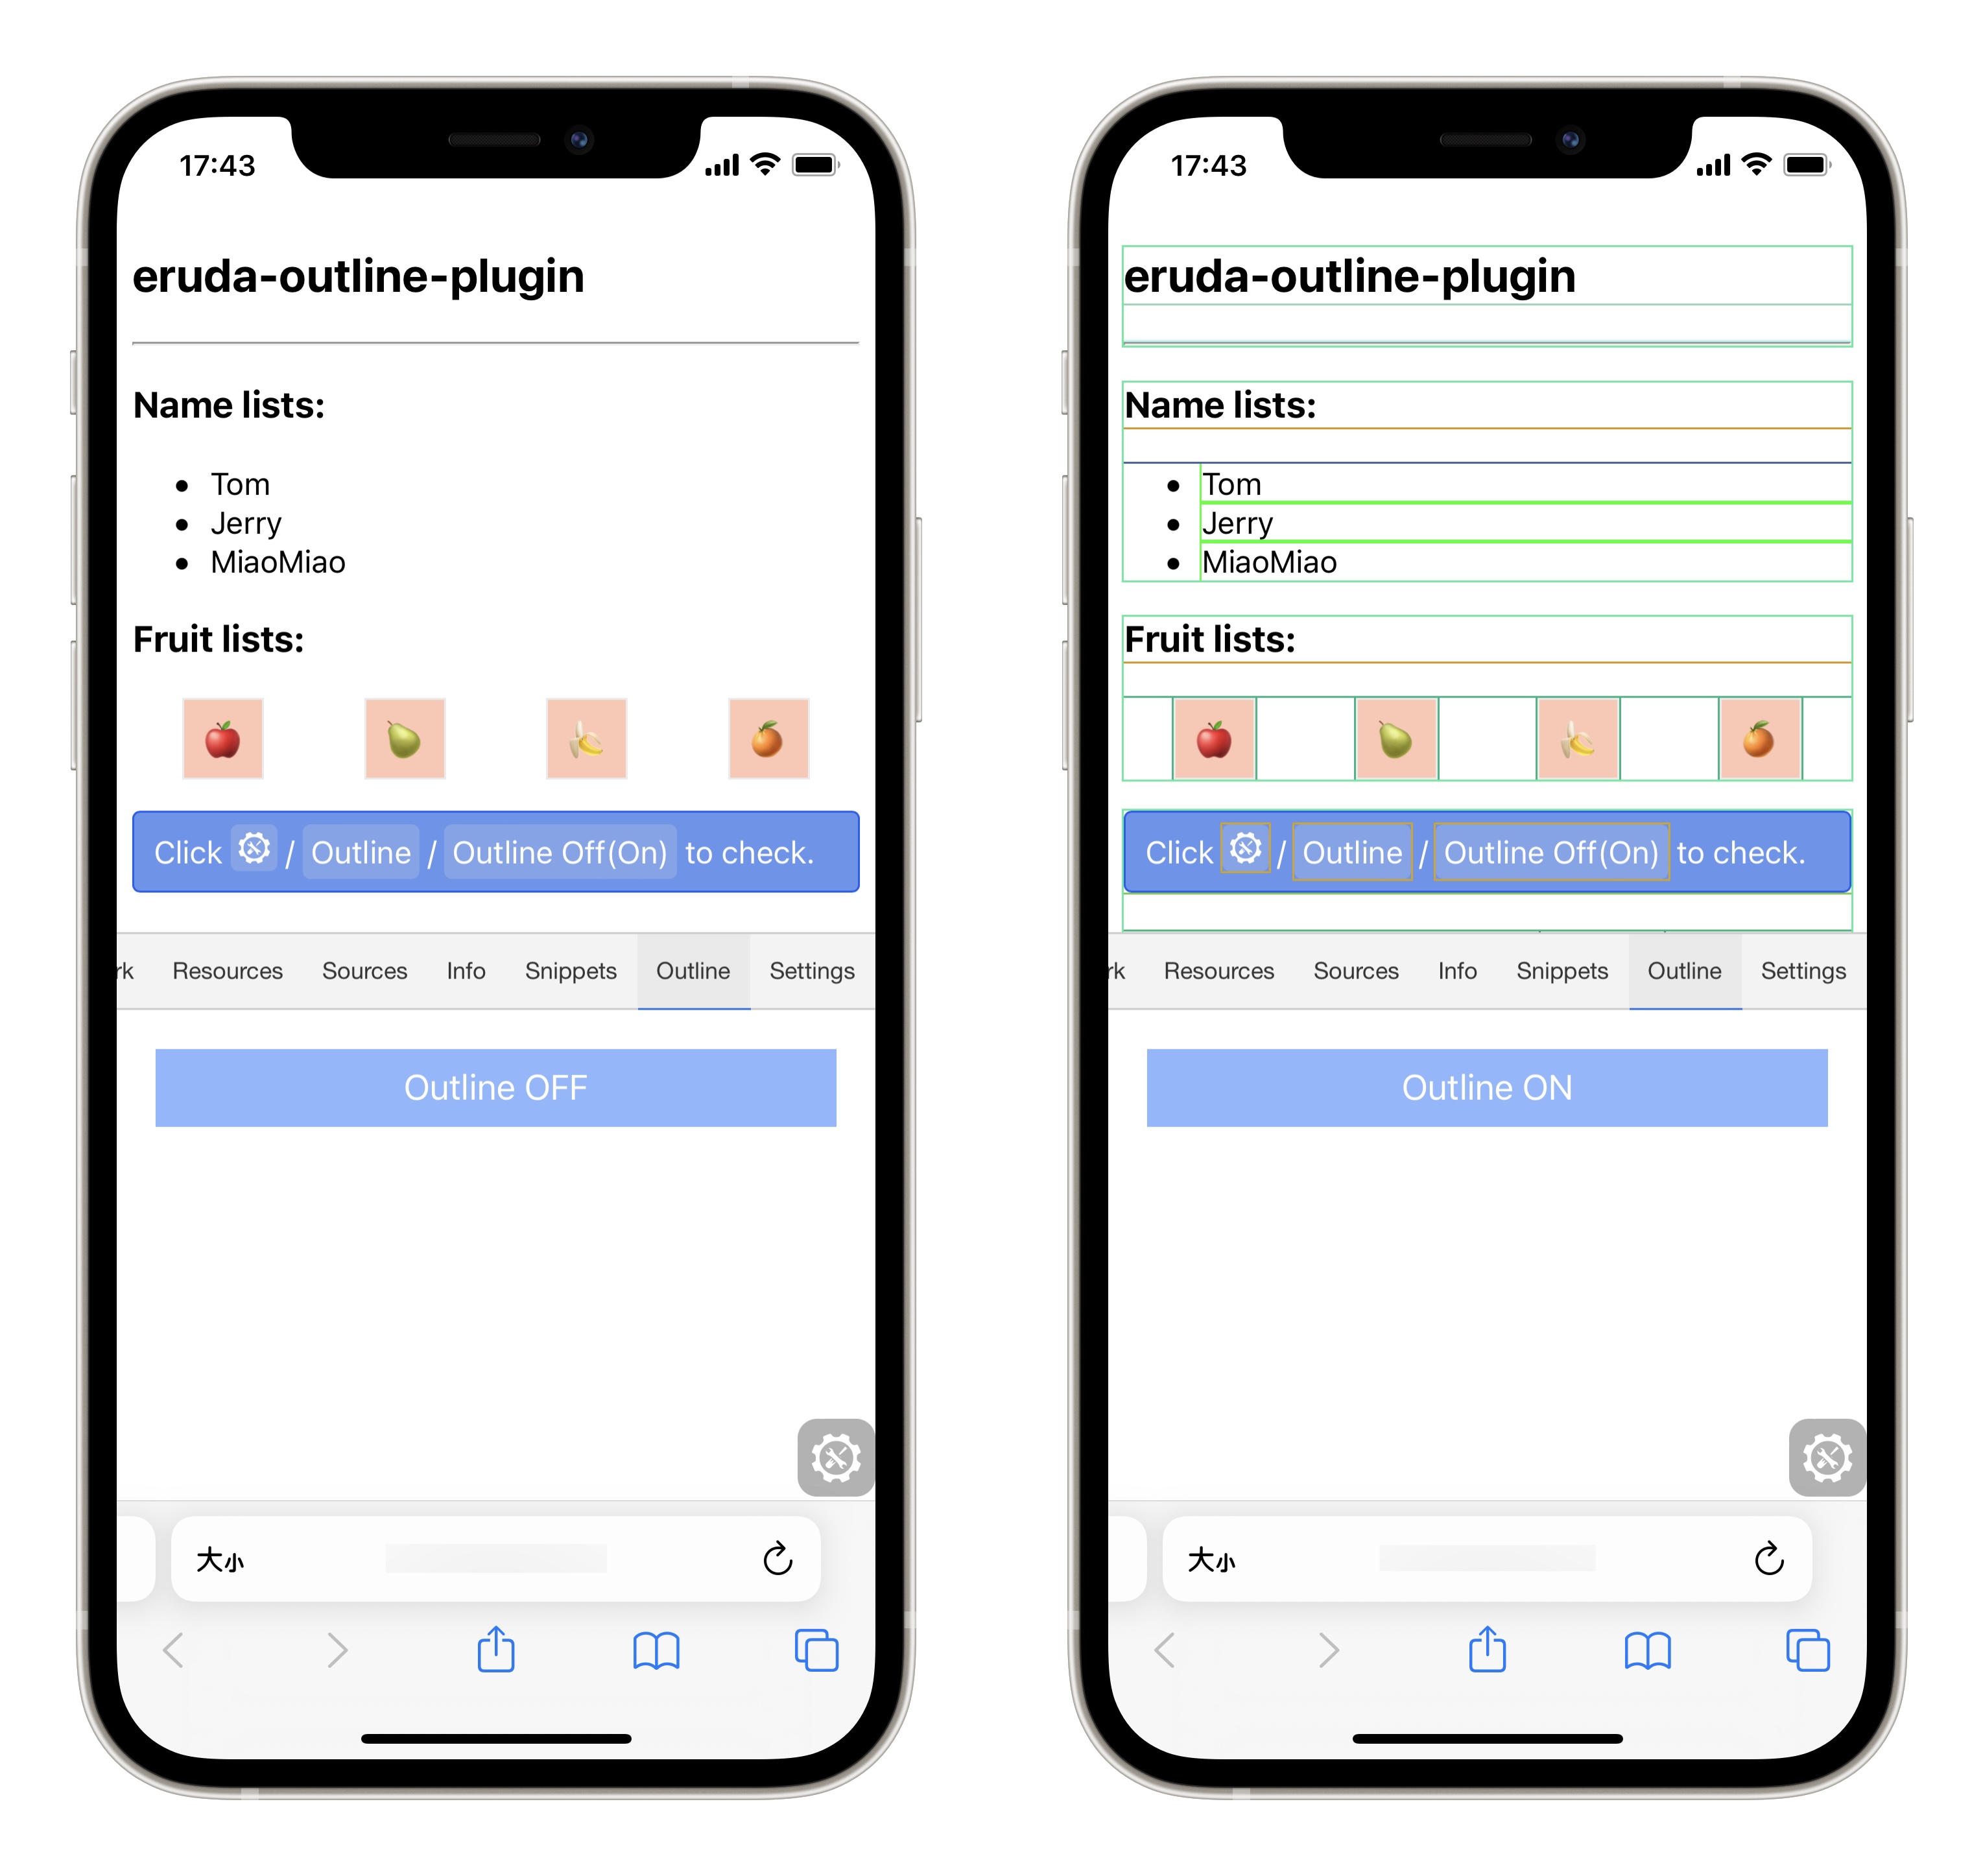 17:43
eruda-outline-plugin
Name lists:
• Tom
• Jerry
• MiaoMiao
Fruit lists:
Click / Outline / Outline Off(On) to check.
rk Resources Sources Info Snippets Outline Settings
Outline OFF
大小
17:43
eruda-outline-plugin
Name lists:
• Tom
• Jerry
• MiaoMiao
Fruit lists:
Click / Outline / Outline Off(On) to check.
rk Resources Sources Info Snippets Outline Settings
Outline ON
大小